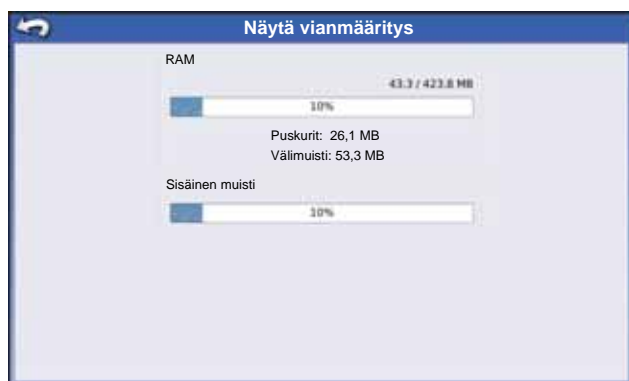 Näytä vianmääritys
RAM
43.3 / 423.8 MB
10%
Puskurit: 26,1 MB
Välimuisti: 53,3 MB
Sisäinen muisti
10%